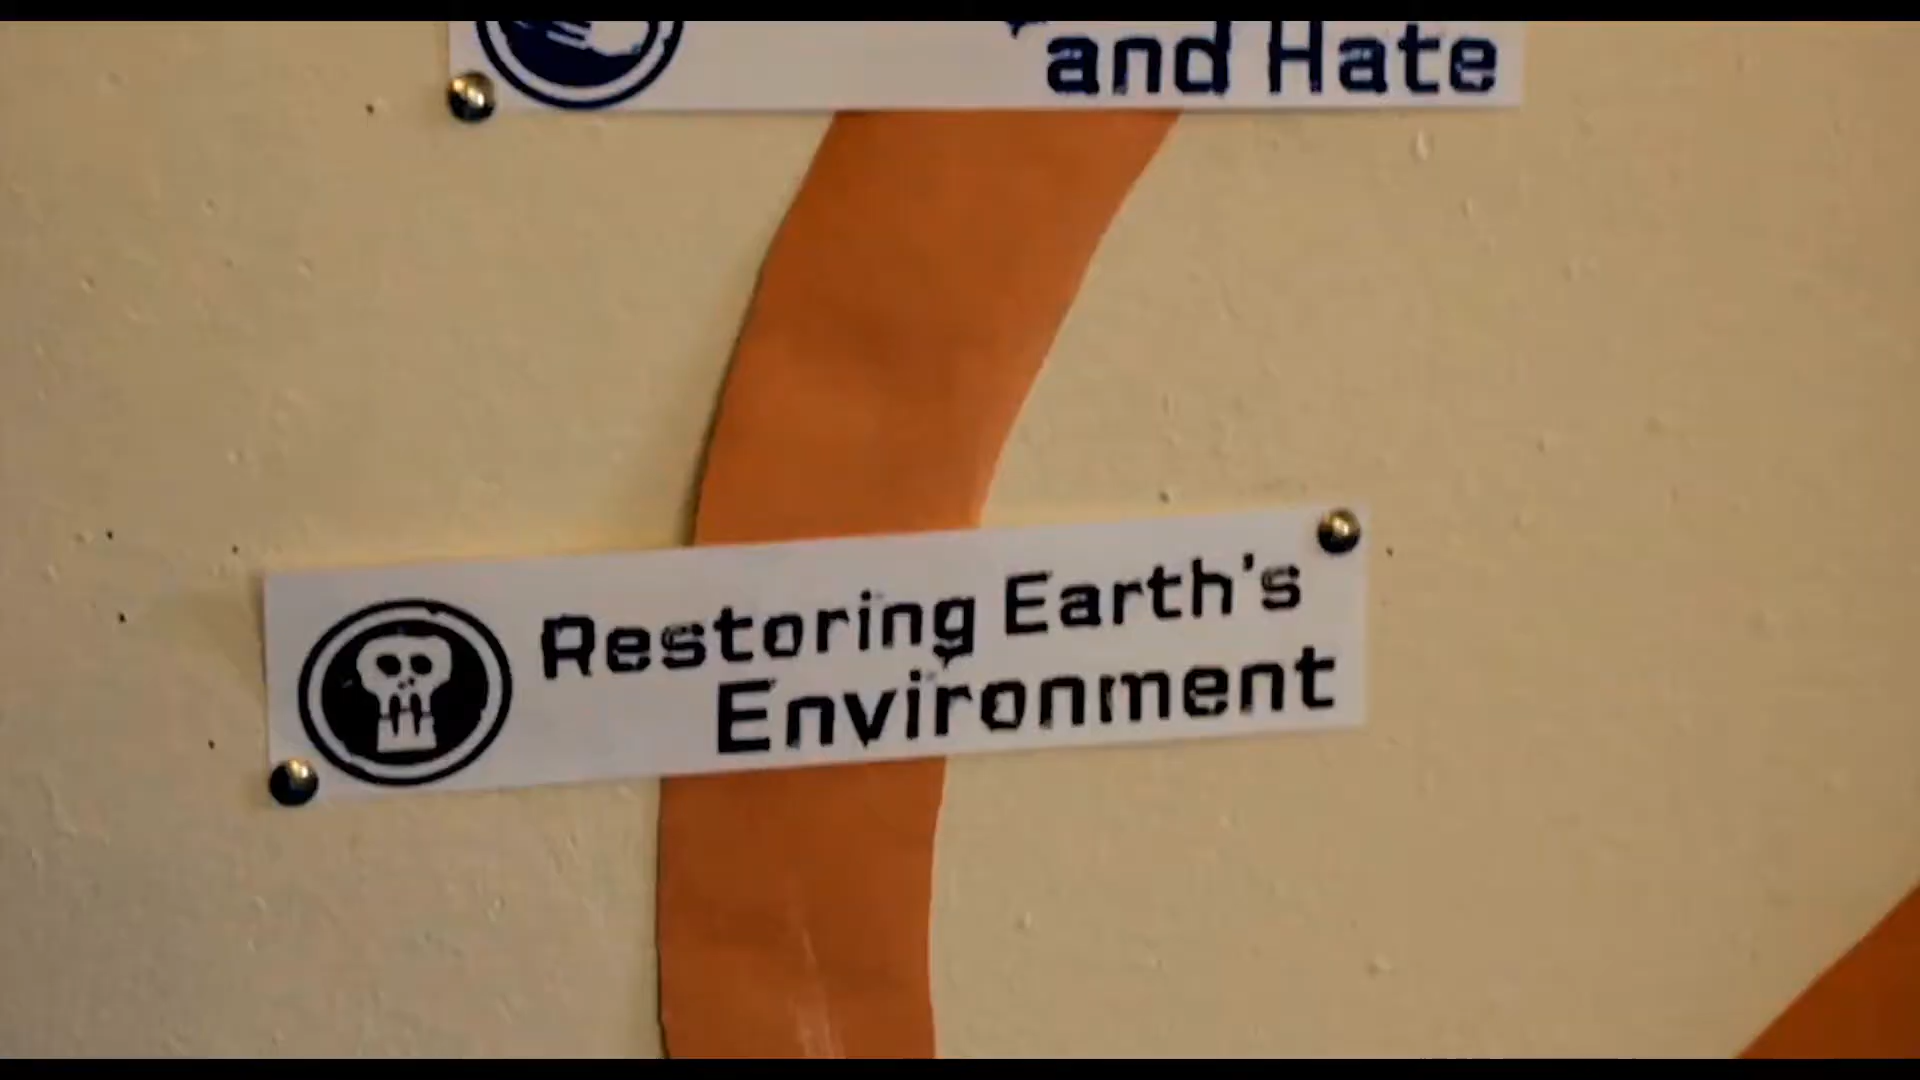 and Hate
Restoring Earth's
Environment